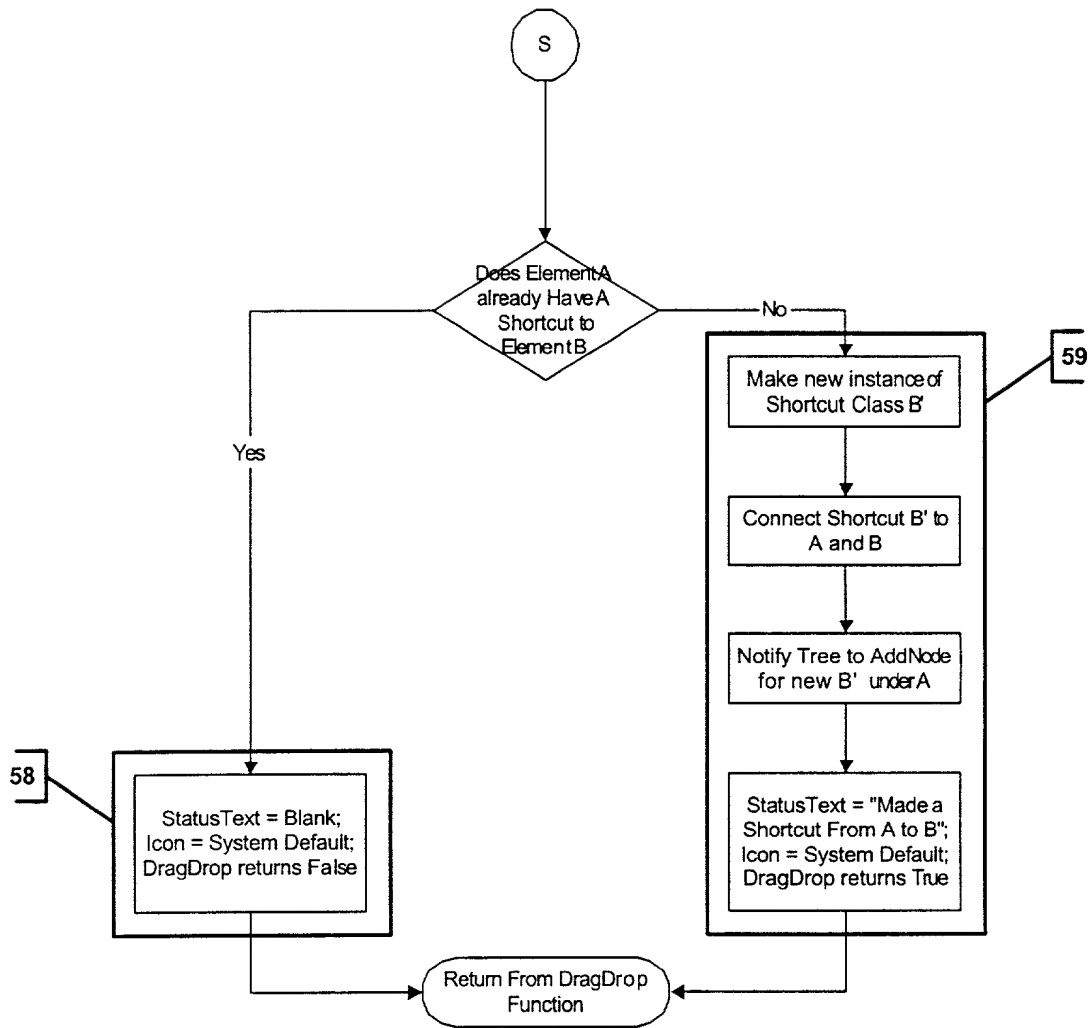 S
Does Element A
already Have A
Shortcut to
Element B
No
Yes
59
Make new instance of
Shortcut Class B'
Connect Shortcut B' to
A and B
Notify Tree to AddNode
for new B' under A
StatusText = "Made a
Shortcut From A to B";
Icon = System Default;
DragDrop returns True
58
StatusText = Blank;
Icon = System Default;
DragDrop returns False
Return From DragDrop
Function